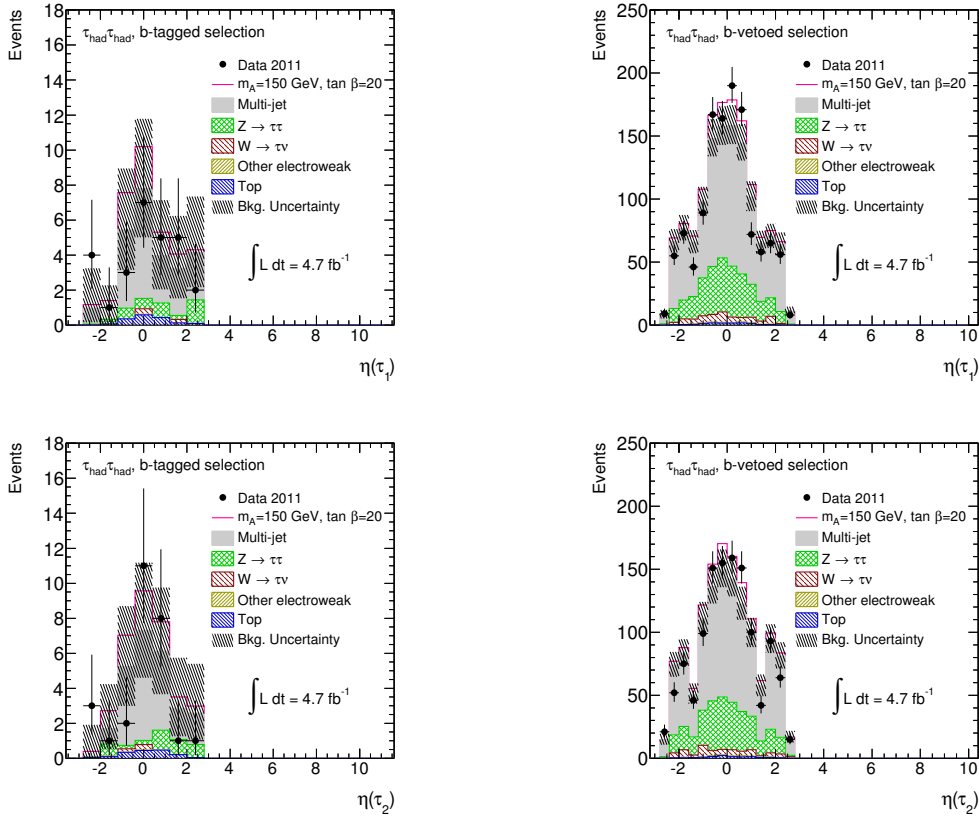 Events
18
16
14
12
10
8
6
4
2
0
τhadτhad, b-tagged selection
Data 2011
mA=150 GeV, tan β=20
Multi-jet
Z → ττ
W → τν
Other electroweak
Top
Bkg. Uncertainty
∫ L dt = 4.7 fb-1
-2 0 2 4 6 8 10
η(τ1)
Events
250
200
150
100
50
0
τhadτhad, b-vetoed selection
Data 2011
mA=150 GeV, tan β=20
Multi-jet
Z → ττ
W → τν
Other electroweak
Top
Bkg. Uncertainty
∫ L dt = 4.7 fb-1
-2 0 2 4 6 8 10
η(τ1)
Events
18
16
14
12
10
8
6
4
2
0
τhadτhad, b-tagged selection
Data 2011
mA=150 GeV, tan β=20
Multi-jet
Z → ττ
W → τν
Other electroweak
Top
Bkg. Uncertainty
∫ L dt = 4.7 fb-1
-2 0 2 4 6 8 10
η(τ2)
Events
250
200
150
100
50
0
τhadτhad, b-vetoed selection
Data 2011
mA=150 GeV, tan β=20
Multi-jet
Z → ττ
W → τν
Other electroweak
Top
Bkg. Uncertainty
∫ L dt = 4.7 fb-1
-2 0 2 4 6 8 10
η(τ2)